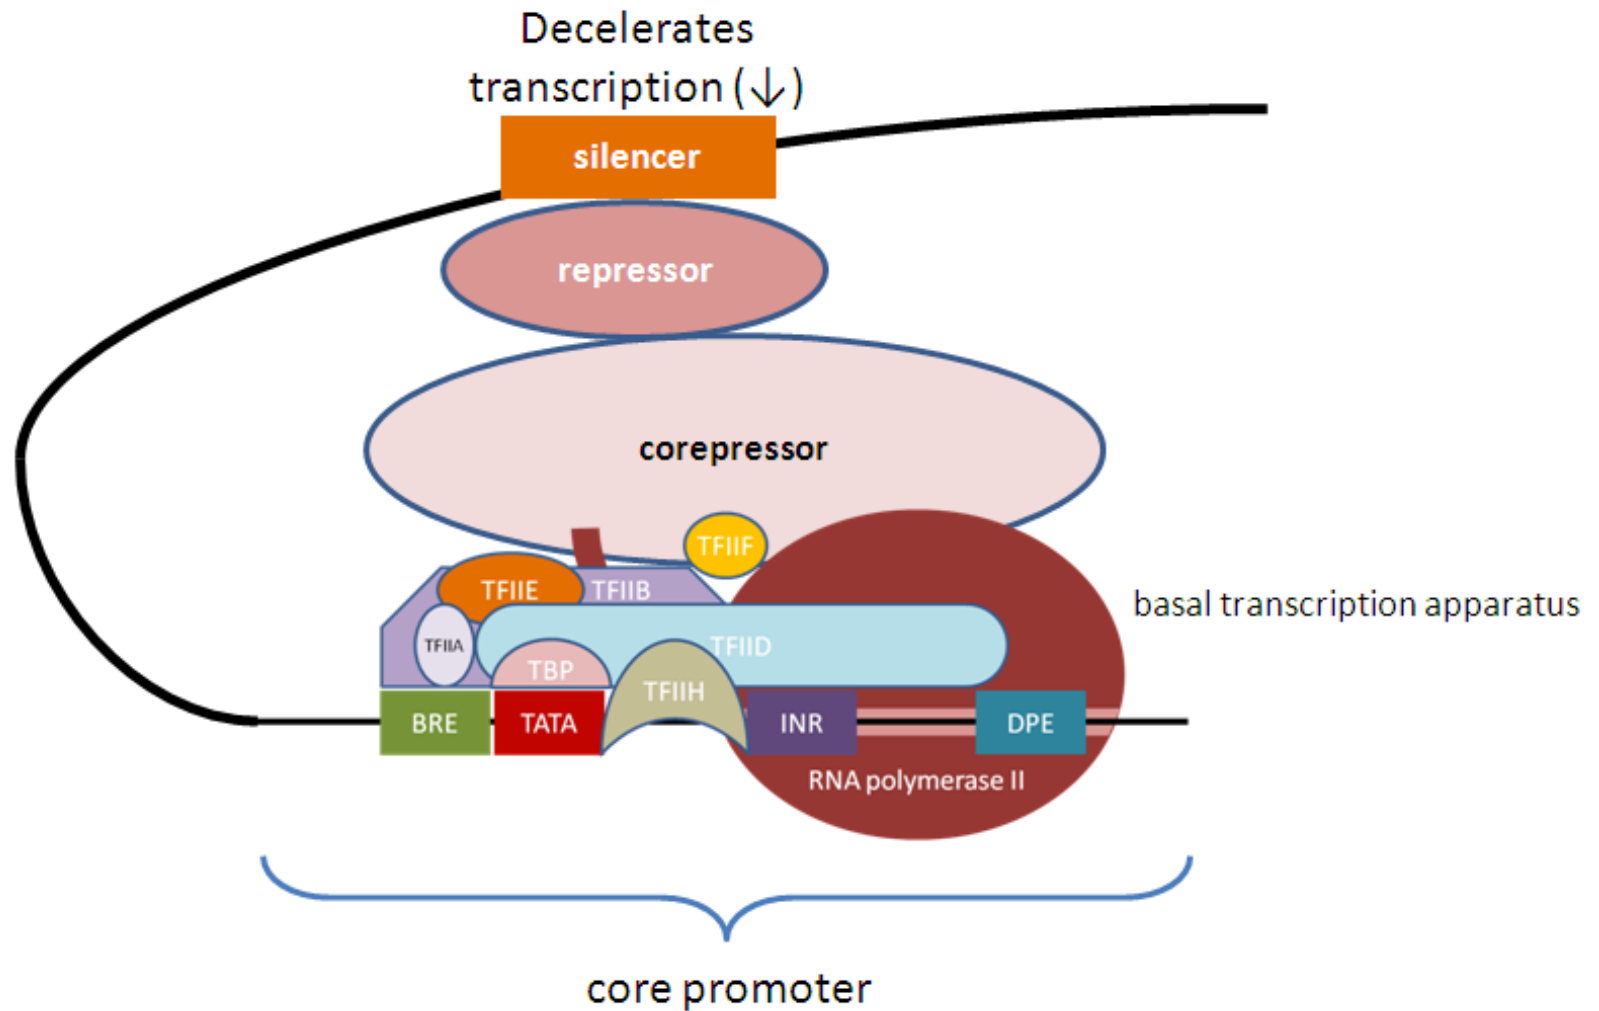 Decelerates
transcription (↓)
silencer
repressor
corepressor
TFIIF
TFIIE
TFIIB
basal transcription apparatus
TFIIA
TFIID
TBP
TFIIH
BRE
TATA
INR
DPE
RNA polymerase II
core promoter